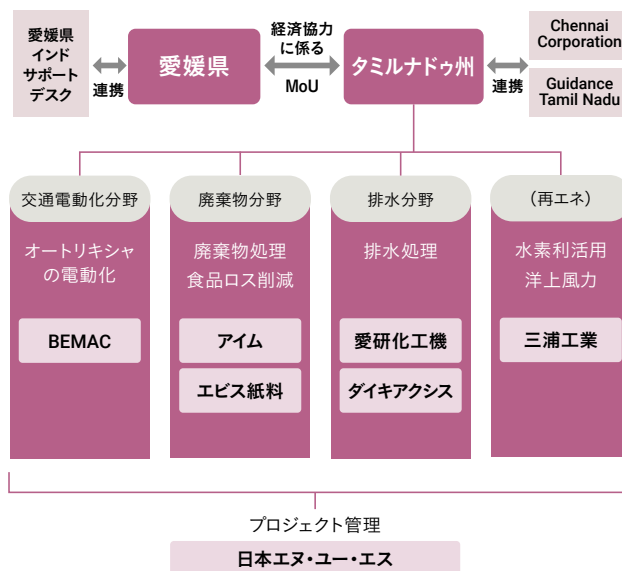 愛媛県
インド
サポート
デスク
連携
愛媛県
経済協力
に係る
MoU
タミルナドゥ州
連携
Chennai
Corporation
Guidance
Tamil Nadu
交通電動化分野
オートリキシャ
の電動化
BEMAC
廃棄物分野
廃棄物処理
食品ロス削減
アイム
エビス紙料
排水分野
排水処理
愛研化工機
ダイキアクシス
（再エネ）
水素利活用
洋上風力
三浦工業
プロジェクト管理
日本エヌ・ユー・エス